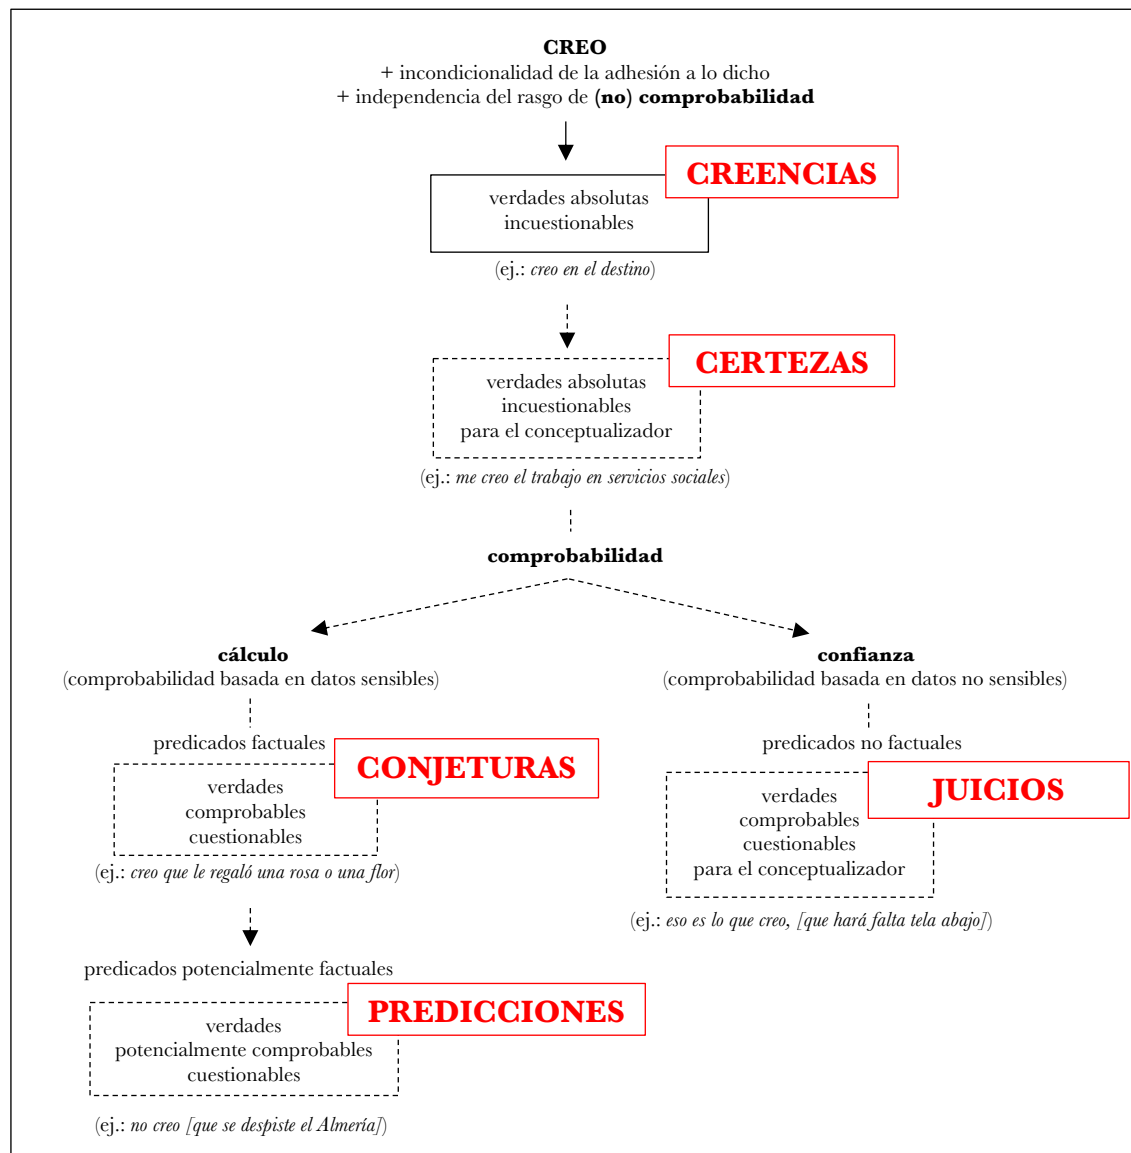 CREO
+ incondicionalidad de la adhesión a lo dicho
+ independencia del rasgo de (no) comprobabilidad
CREENCIAS
verdades absolutas
incuestionables
(ej.: creo en el destino)
CERTEZAS
verdades absolutas
incuestionables
para el conceptualizador
(ej.: me creo el trabajo en servicios sociales)
comprobabilidad
cálculo
(comprobabilidad basada en datos sensibles)
predicados factuales
CONJETURAS
verdades
comprobables
cuestionables
(ej.: creo que le regaló una rosa o una flor)
predicados potencialmente factuales
PREDICCIONES
verdades
potencialmente comprobables
cuestionables
(ej.: no creo [que se despiste el Almería])
confianza
(comprobabilidad basada en datos no sensibles)
predicados no factuales
JUICIOS
verdades
comprobables
cuestionables
para el conceptualizador
(ej.: eso es lo que creo, [que hará falta tela abajo])